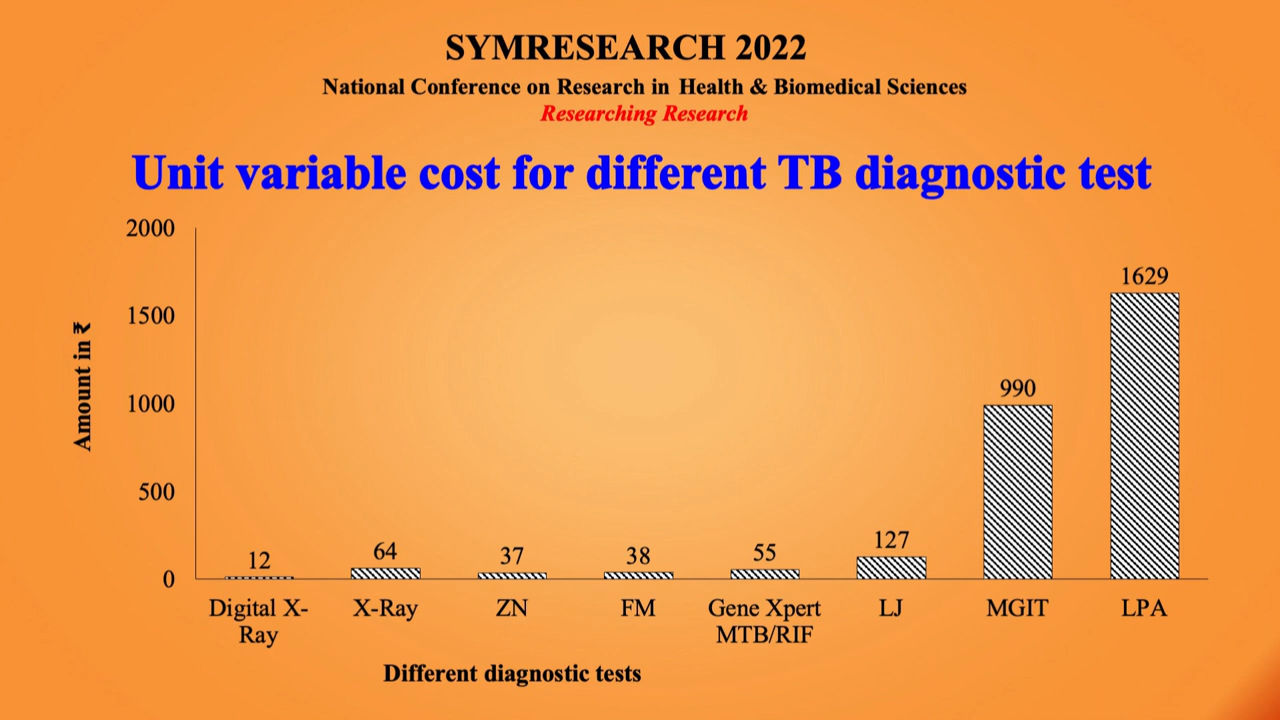 SYMRESEARCH 2022
National Conference on Research in Health & Biomedical Sciences
Researching Research
Unit variable cost for different TB diagnostic test
Amount in ₹
2000
1500
1000
500
0
12
64
37
38
55
127
990
1629
Digital X-
Ray
X-Ray
ZN
FM
Gene Xpert
MTB/RIF
LJ
MGIT
LPA
Different diagnostic tests